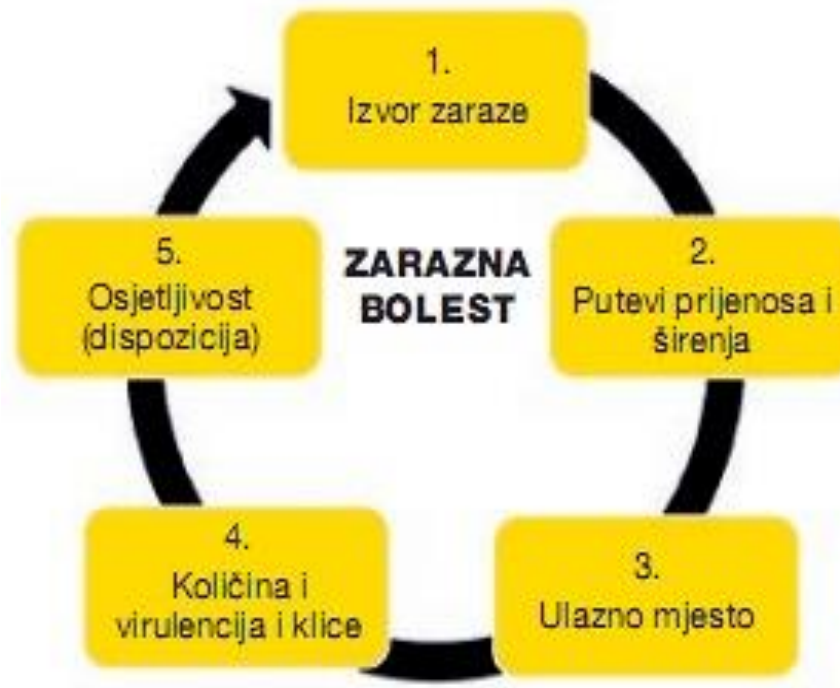 1.
Izvor zaraze
ZARAZNA
BOLEST
2.
Putevi prijenosa i
širenja
3.
Ulazno mjesto
4.
Količina i
virulencija i klice
5.
Osjetljivost
(dispozicija)